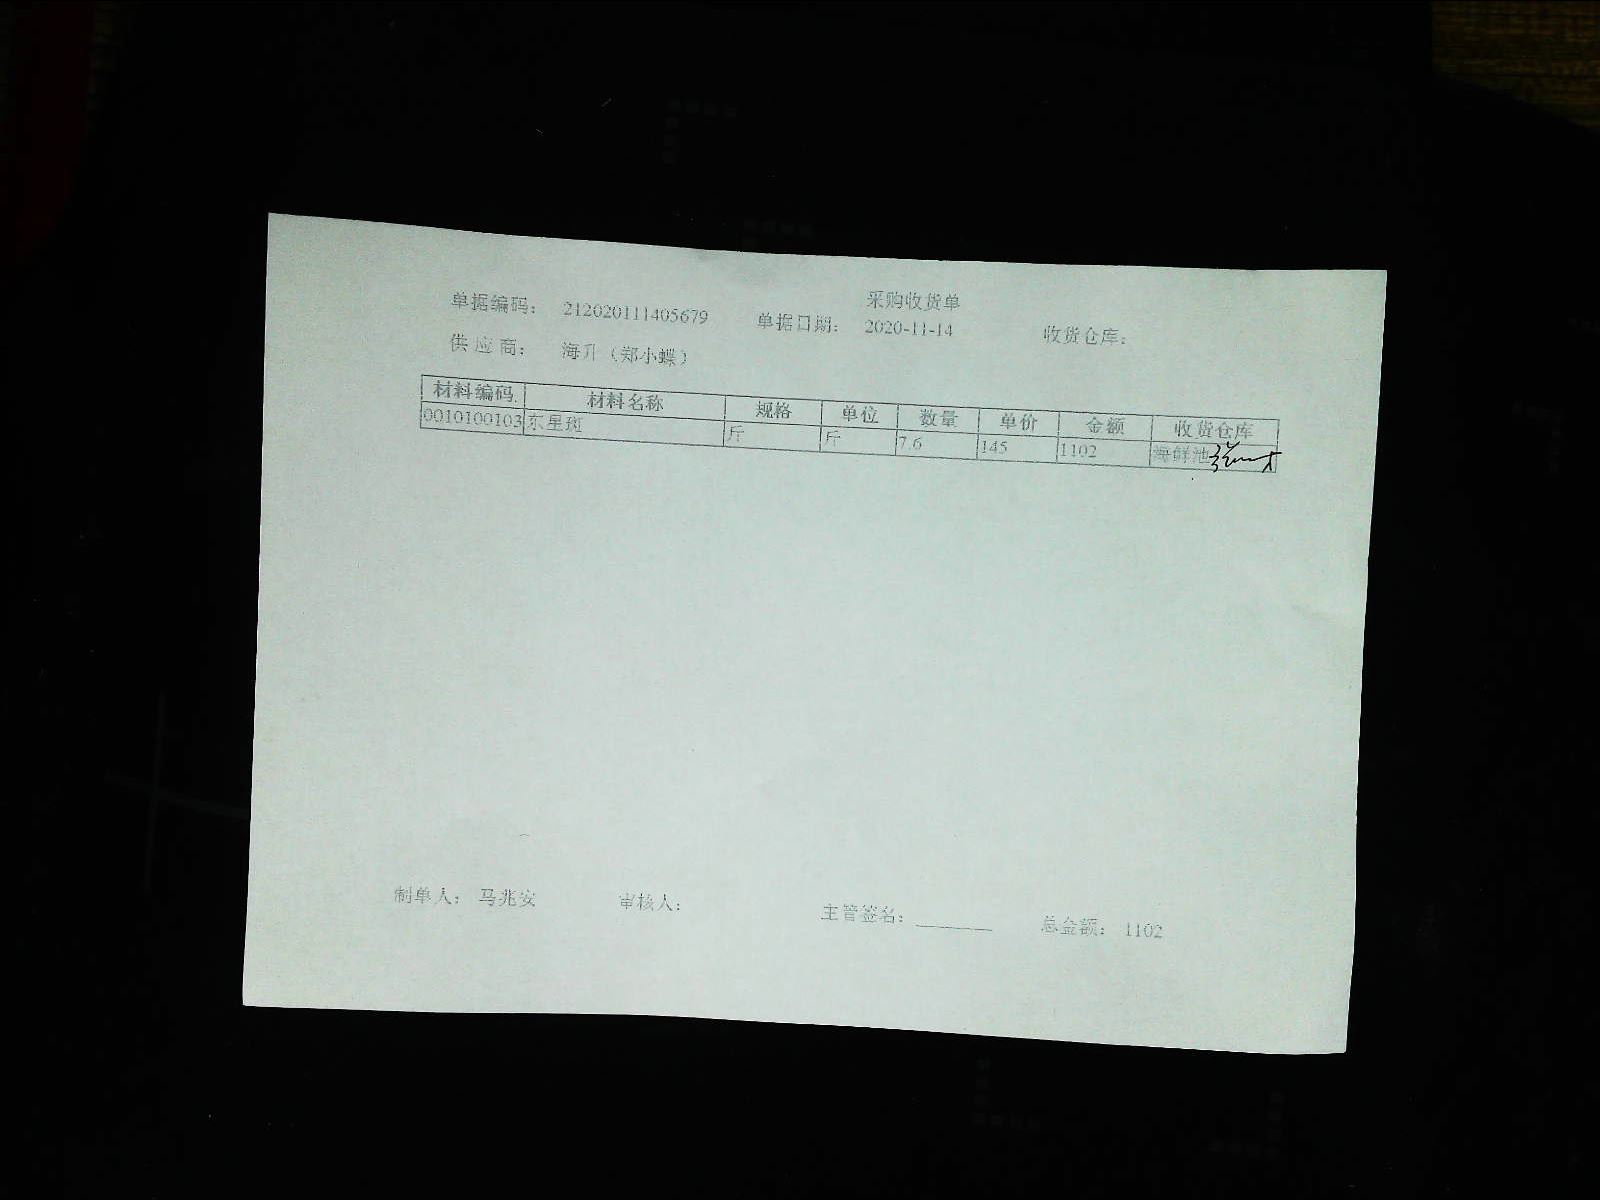 采购收货单
单据编码： 212020111405679 单据日期： 2020-11-14 收货仓库：
供 应 商： 海升（郑小蝶）
材料编码 材料名称 规格 单位 数量 单价 金额 收货仓库
0010100103 东星斑 斤 斤 7.6 145 1102 海鲜池
制单人： 马兆安 审核人： 主管签名： 总金额： 1102